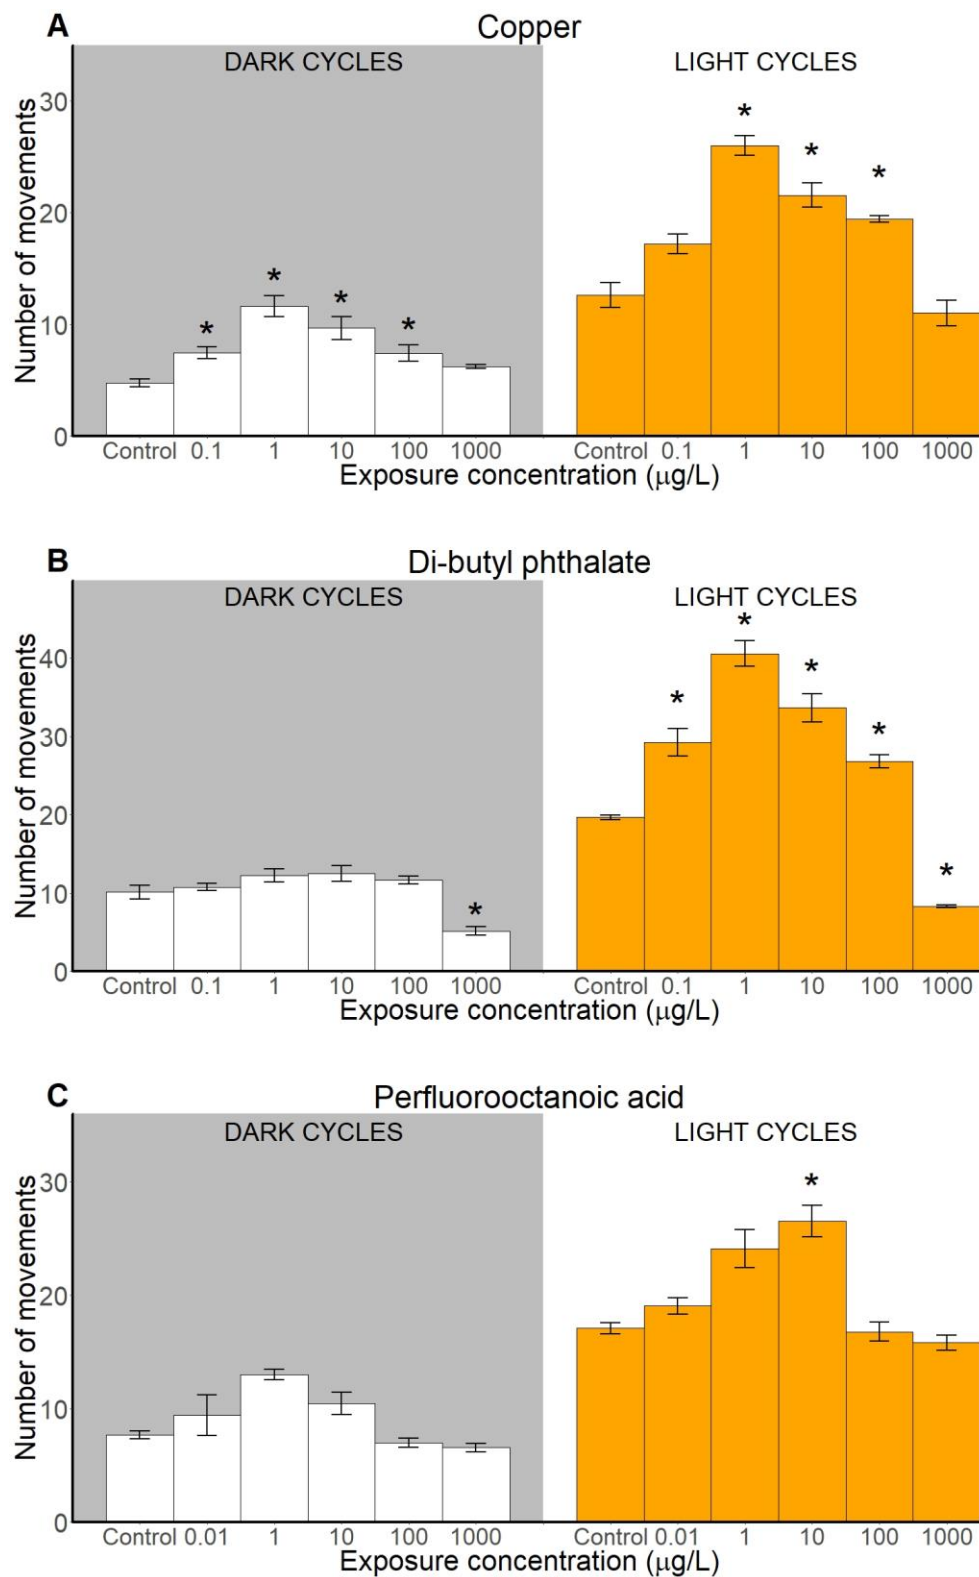 A
Copper
DARK CYCLES
LIGHT CYCLES
Number of movements
30
20
10
0
*
*
*
*
*
*
*
Control 0.1 1 10 100 1000
Control 0.1 1 10 100 1000
Exposure concentration (μg/L)
B
Di-butyl phthalate
DARK CYCLES
LIGHT CYCLES
Number of movements
40
30
20
10
0
*
*
*
*
*
*
Control 0.1 1 10 100 1000
Control 0.1 1 10 100 1000
Exposure concentration (μg/L)
C
Perfluorooctanoic acid
DARK CYCLES
LIGHT CYCLES
Number of movements
30
20
10
0
*
Control 0.01 1 10 100 1000
Control 0.01 1 10 100 1000
Exposure concentration (μg/L)